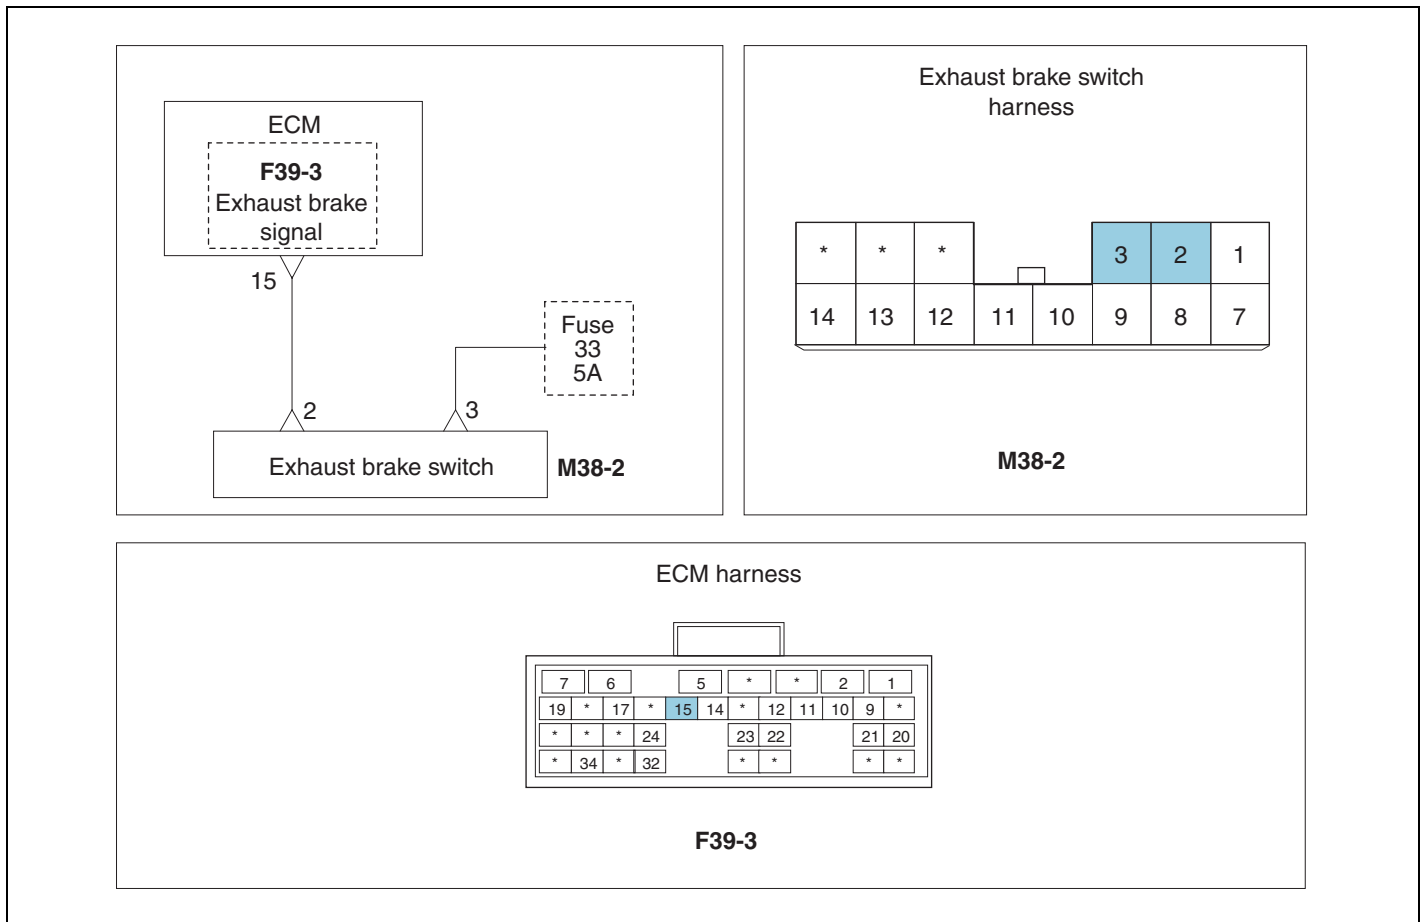 ECM
F39-3
Exhaust brake
signal
15
Fuse
33
5A
2
3
Exhaust brake switch
M38-2
Exhaust brake switch
harness
* * * 3 2 1
14 13 12 11 10 9 8 7
M38-2
ECM harness
7 6 5 * * 2 1
19 * 17 * 15 14 * 12 11 10 9 *
* * * 24 23 22 21 20
* 34 * 32 * * * *
F39-3